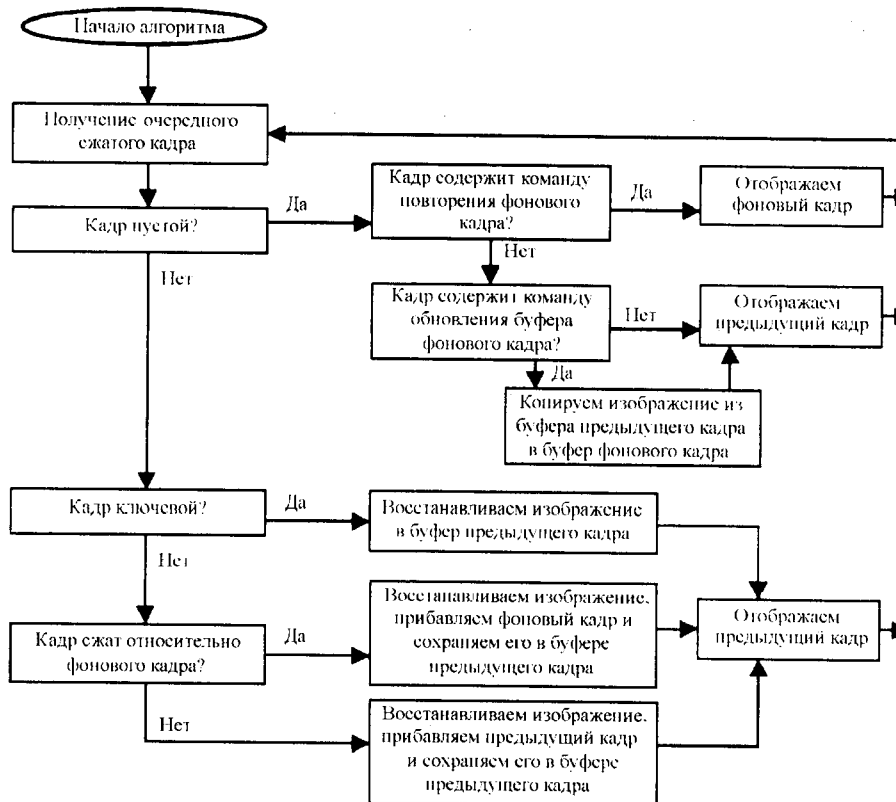 Начало алгоритма
Получение очередного
сжатого кадра
Кадр пустой?
Да
Кадр содержит команду
повторения фонового
кадра?
Да
Отображаем
фоновый кадр
Нет
Нет
Кадр содержит команду
обновления буфера
фонового кадра?
Нет
Отображаем
предыдущий кадр
Да
Копируем изображение из
буфера предыдущего кадра
в буфер фонового кадра
Кадр ключевой?
Да
Восстанавливаем изображение
в буфер предыдущего кадра
Нет
Кадр сжат относительно
фонового кадра?
Да
Восстанавливаем изображение,
прибавляем фоновый кадр и
сохраняем его в буфере
предыдущего кадра
Отображаем
предыдущий кадр
Нет
Восстанавливаем изображение,
прибавляем предыдущий кадр
и сохраняем его в буфере
предыдущего кадра